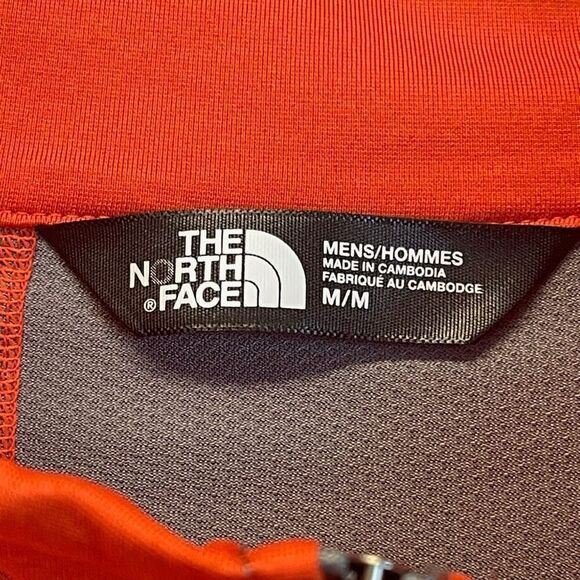 THE
NORTH
®FACE
MENS/HOMMES
MADE IN CAMBODIA
FABRIQUÉ AU CAMBODGE
M/M